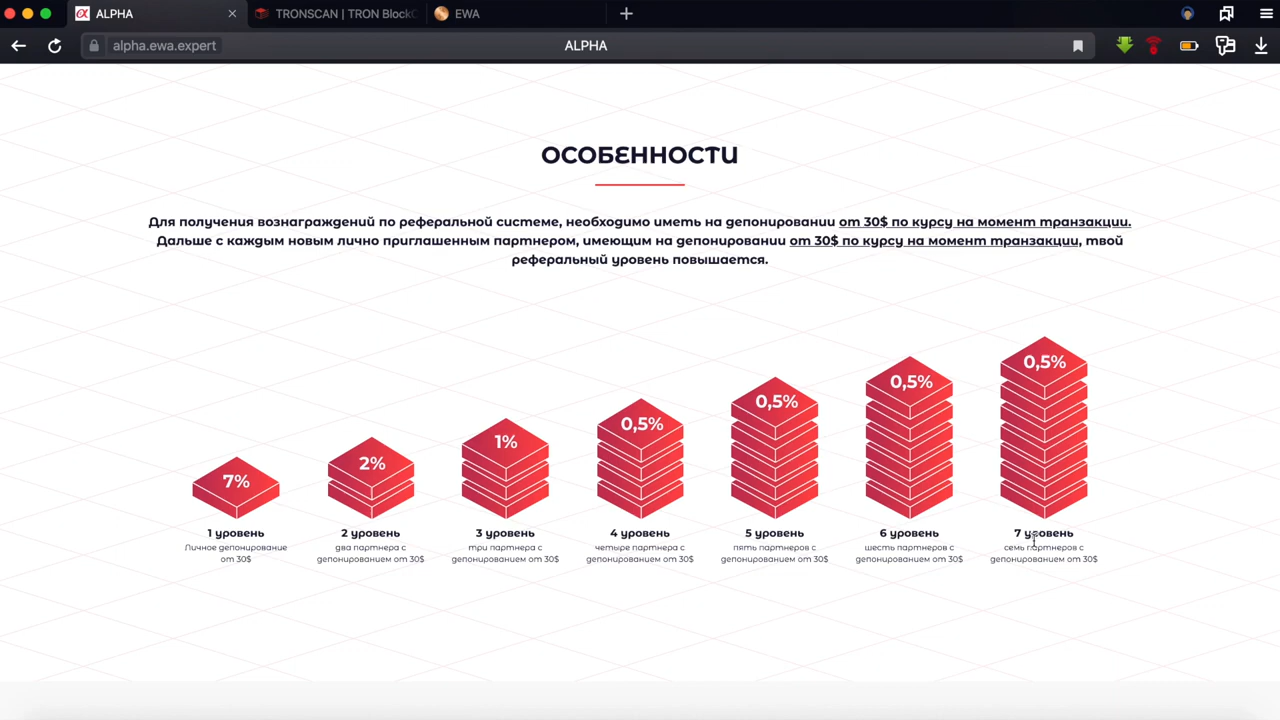 ALPHA
TRONSCAN | TRON BlockC
EWA
alpha.ewa.expert
ALPHA
ОСОБЕННОСТИ
Для получения вознаграждений по реферальной системе, необходимо иметь на депонировании от 30$ по курсу на момент транзакции.
Дальше с каждым новым лично приглашенным партнером, имеющим на депонировании от 30$ по курсу на момент транзакции, твой
реферальный уровень повышается.
7%
2%
1%
0,5%
0,5%
0,5%
0,5%
1 уровень
Личное депонирование
от 30$
2 уровень
два партнера с
депонированием от 30$
3 уровень
три партнера с
депонированием от 30$
4 уровень
четыре партнера с
депонированием от 30$
5 уровень
пять партнеров с
депонированием от 30$
6 уровень
шесть партнеров с
депонированием от 30$
7 уровень
семь партнеров с
депонированием от 30$